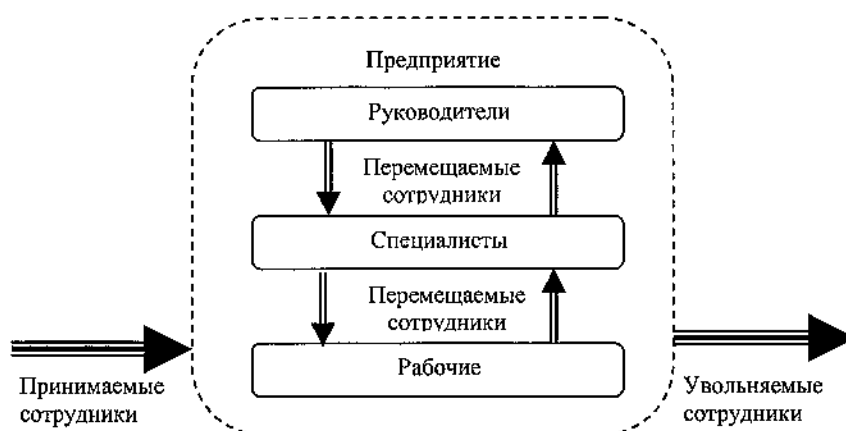 Предприятие
Руководители
Перемещаемые
сотрудники
Специалисты
Перемещаемые
сотрудники
Рабочие
Принимаемые
сотрудники
Увольняемые
сотрудники